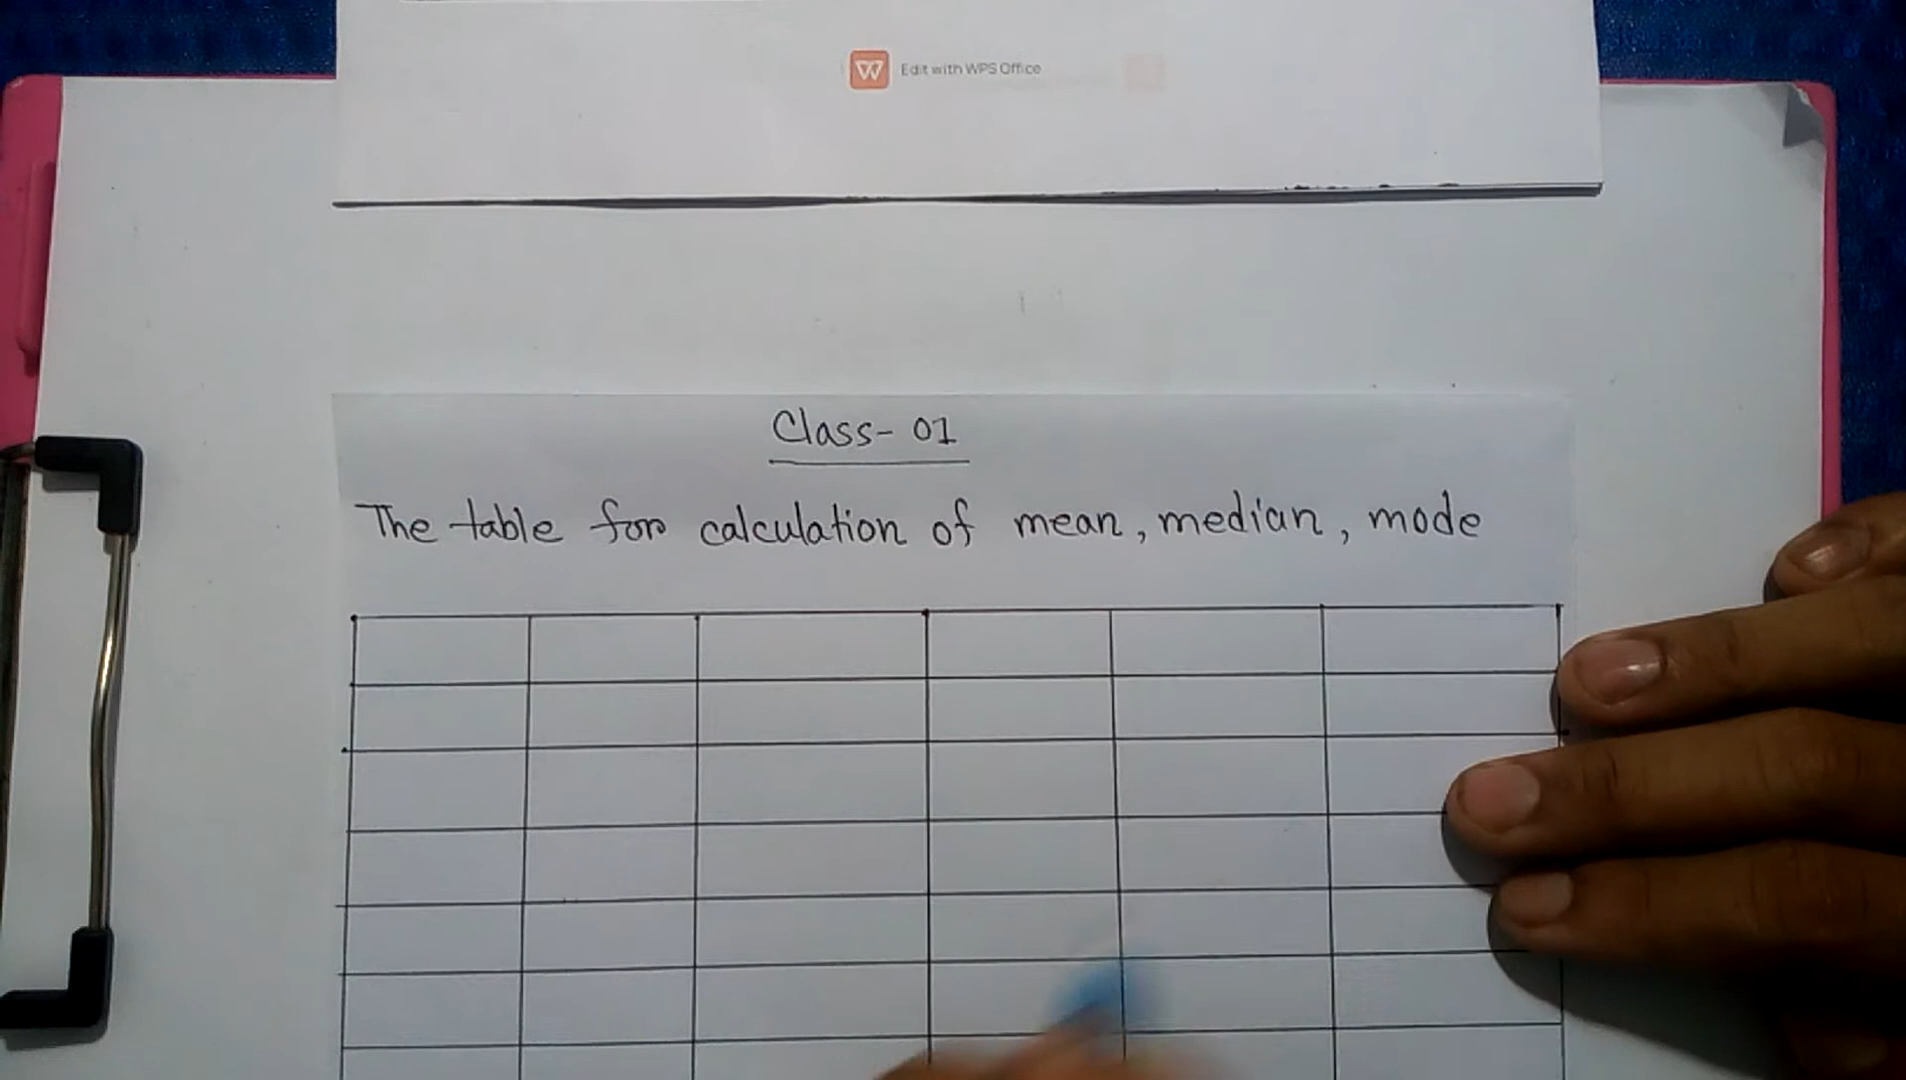 Edit with WPS Office
Class- 01
The table for calculation of mean, median, mode